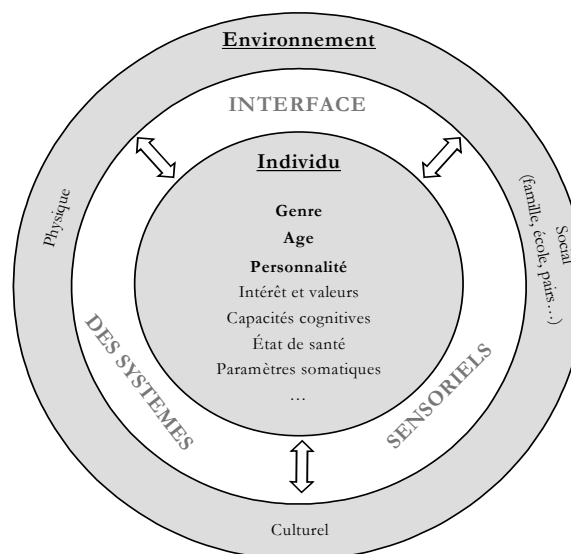 Environnement
INTERFACE
Individu
Genre
Age
Personnalité
Intérêt et valeurs
Capacités cognitives
État de santé
Paramètres somatiques
…
Physique
Social
(famille, école, pairs…)
DES SYSTEMES
SENSORIELS
Culturel